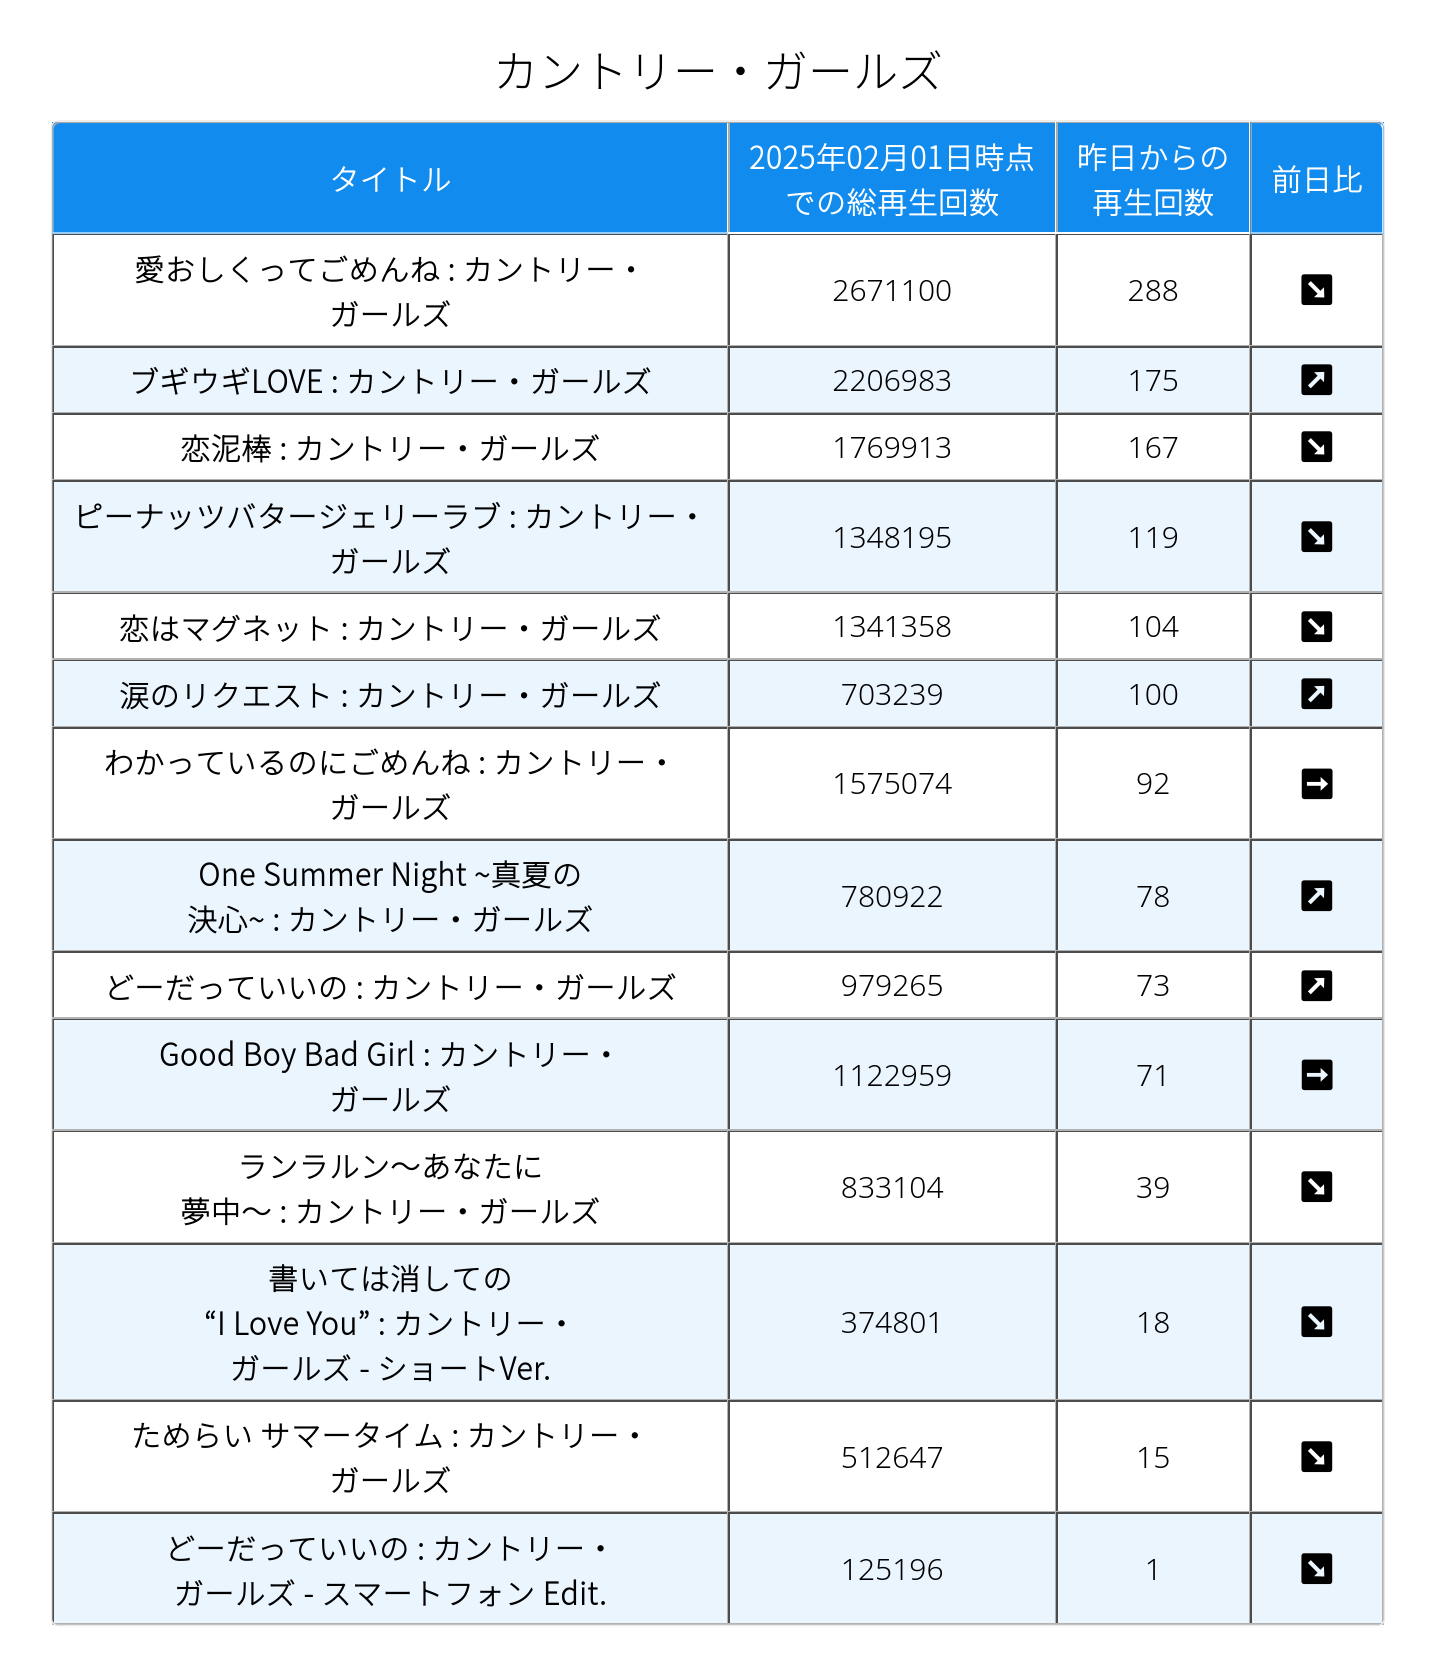 カントリー・ガールズ
タイトル
2025年02月01日時点
での総再生回数
昨日からの
再生回数
前日比
愛おしくってごめんね : カントリー・
ガールズ
2671100
288
ブギウギLOVE : カントリー・ガールズ
2206983
175
恋泥棒 : カントリー・ガールズ
1769913
167
ピーナッツバタージェリーラブ : カントリー・
ガールズ
1348195
119
恋はマグネット : カントリー・ガールズ
1341358
104
涙のリクエスト : カントリー・ガールズ
703239
100
わかっているのにごめんね : カントリー・
ガールズ
1575074
92
One Summer Night ~真夏の
決心~ : カントリー・ガールズ
780922
78
どーだっていいの : カントリー・ガールズ
979265
73
Good Boy Bad Girl : カントリー・
ガールズ
1122959
71
ランラルン～あなたに
夢中～ : カントリー・ガールズ
833104
39
書いては消しての
“I Love You” : カントリー・
ガールズ - ショートVer.
374801
18
ためらい サマータイム : カントリー・
ガールズ
512647
15
どーだっていいの : カントリー・
ガールズ - スマートフォン Edit.
125196
1